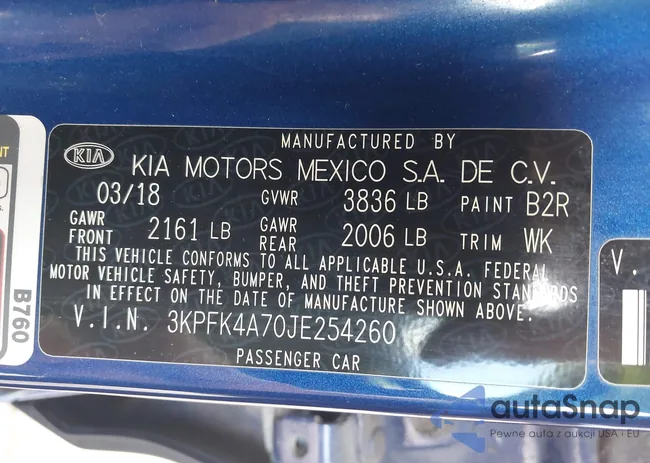 MANUFACTURED BY
KIA KIA MOTORS MEXICO S.A. DE C.V.
03/18 GVWR 3836 LB PAINT B2R
GAWR FRONT 2161 LB GAWR REAR 2006 LB TRIM WK
THIS VEHICLE CONFORMS TO ALL APPLICABLE U.S.A. FEDERAL
MOTOR VEHICLE SAFETY, BUMPER, AND THEFT PREVENTION STANDARDS
IN EFFECT ON THE DATE OF MANUFACTURE SHOWN ABOVE.
V.I.N. 3KPFK4A70JE254260
PASSENGER CAR
B760
V.
autoSnap
Pewne auta z aukcji USA i EU